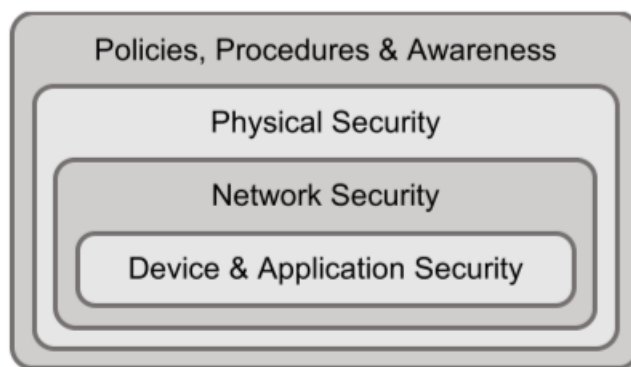 Policies, Procedures & Awareness
Physical Security
Network Security
Device & Application Security